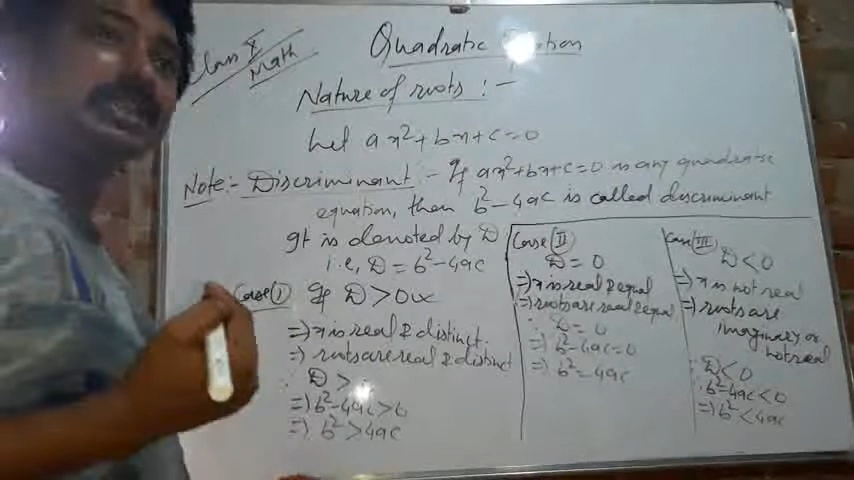 Class X
Math
Quadratic
Nature of roots :-
Let ax²+bx+c=0
Note:- Discriminant - If ax²+bx+c=0 is any quadratic
equation, then b²-4ac is called discriminant
It is denoted by D
i.e, D = b²-4ac
Case(I) If D>0
⇒ x is real & distinct.
⇒ roots are real & distinct
∴ D >
⇒ b²-4ac>0
⇒ b²>4ac
Case(II)
D = 0
⇒ x is real & equal
⇒ roots are real & equal
∴ D = 0
⇒ b²-4ac=0
⇒ b²=4ac
Case(III)
D<0
⇒ x is not real
⇒ roots are
imaginary or
not real
∴ D<0
∴ b²-4ac<0
⇒ b²<4ac